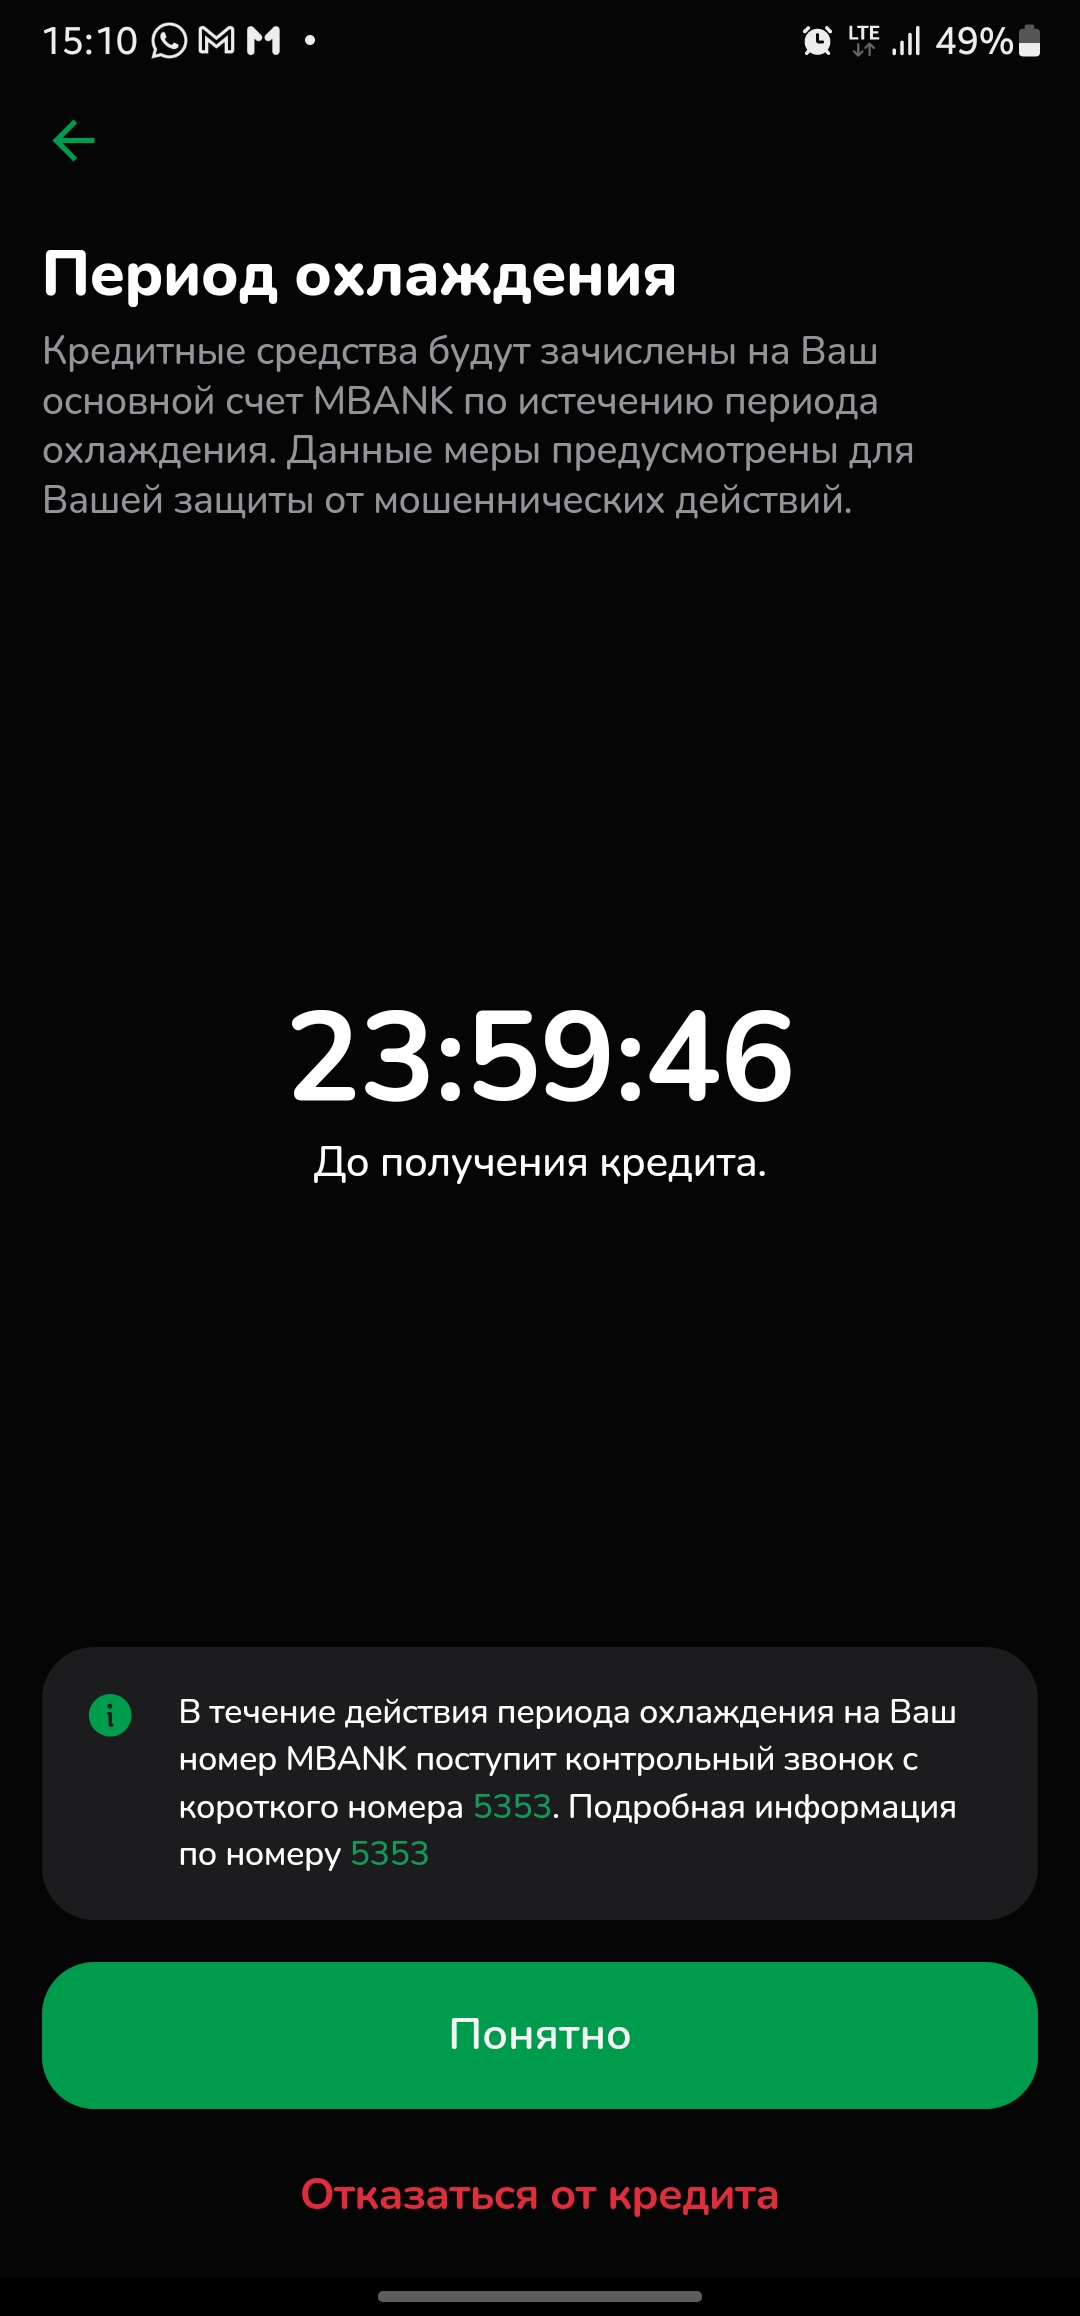 15:10
LTE
49%
Период охлаждения
Кредитные средства будут зачислены на Ваш
основной счет MBANK по истечению периода
охлаждения. Данные меры предусмотрены для
Вашей защиты от мошеннических действий.
23:59:46
До получения кредита.
В течение действия периода охлаждения на Ваш
номер MBANK поступит контрольный звонок с
короткого номера 5353. Подробная информация
по номеру 5353
Понятно
Отказаться от кредита